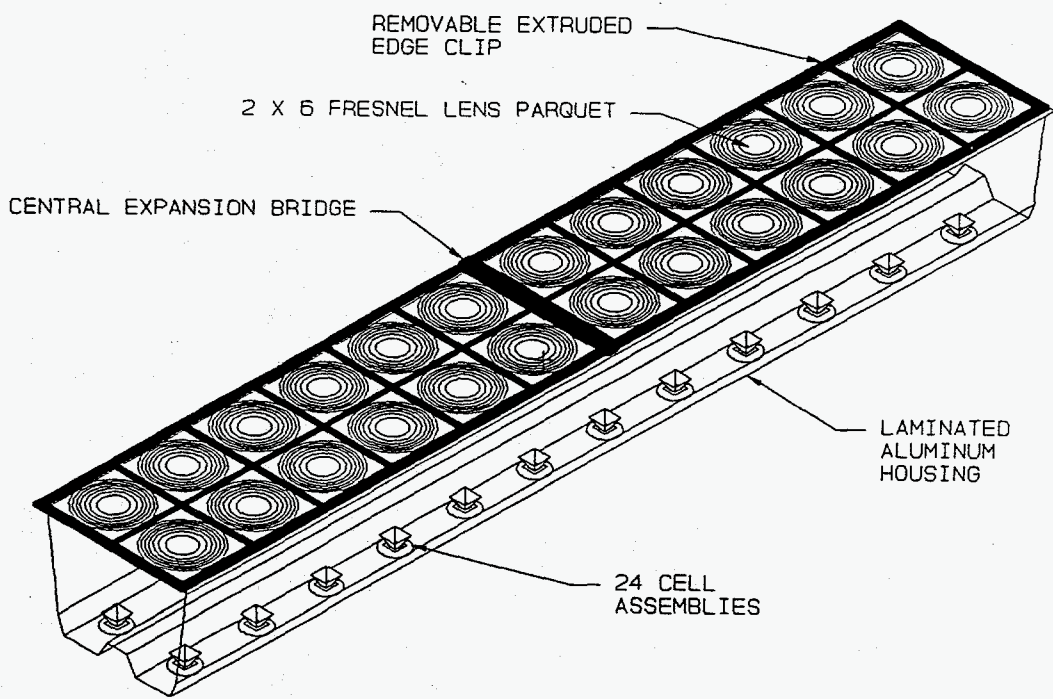 REMOVABLE EXTRUDED
EDGE CLIP
2 X 6 FRESNEL LENS PARQUET
CENTRAL EXPANSION BRIDGE
LAMINATED
ALUMINUM
HOUSING
24 CELL
ASSEMBLIES